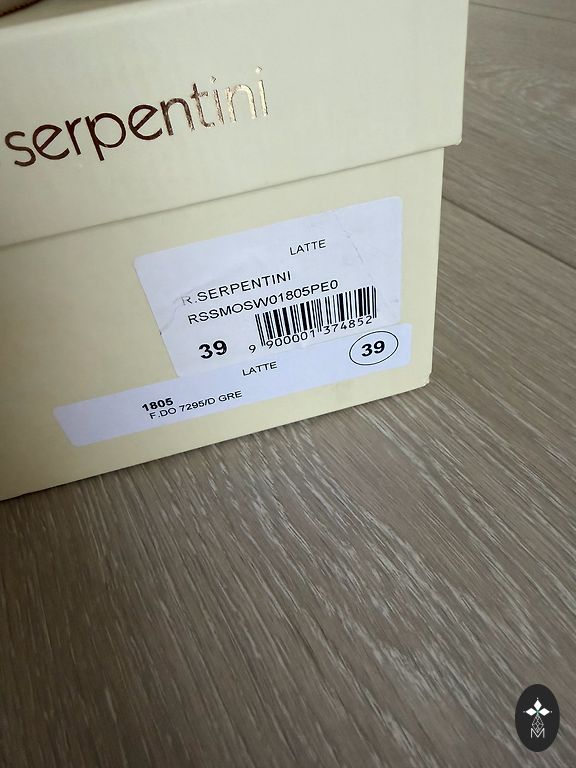 serpentini
LATTE
R.SERPENTINI
RSSMOSW01805PE0
39
9 900001 374852
LATTE
39
1805
F.DO 7295/D GRE
M